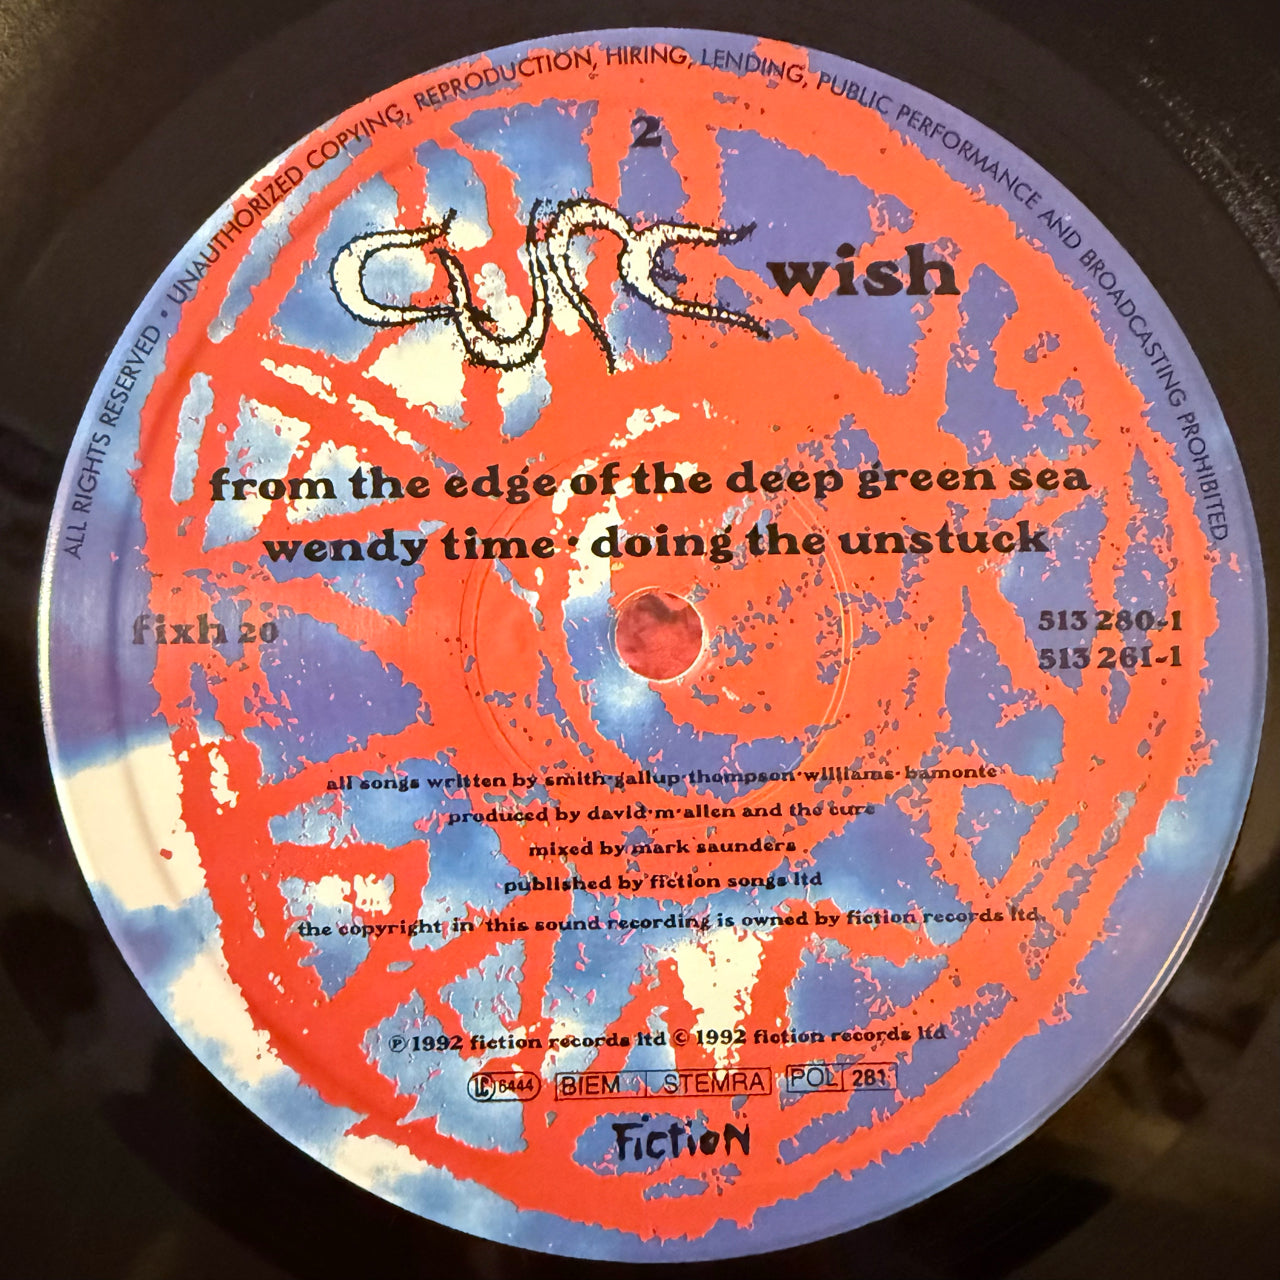 ALL RIGHTS RESERVED • UNAUTHORIZED COPYING, REPRODUCTION, HIRING, LENDING, PUBLIC PERFORMANCE AND BROADCASTING PROHIBITED
2
CURE wish
from the edge of the deep green sea
wendy time · doing the unstuck
fixh 20
513 280-1
513 261-1
all songs written by smith·gallup·thompson·williams·bamonte
produced by david·m·allen and the cure
mixed by mark saunders
published by fiction songs ltd
the copyright in this sound recording is owned by fiction records ltd
℗ 1992 fiction records ltd © 1992 fiction records ltd
LC 6444 BIEM STEMRA POL 281
Fiction